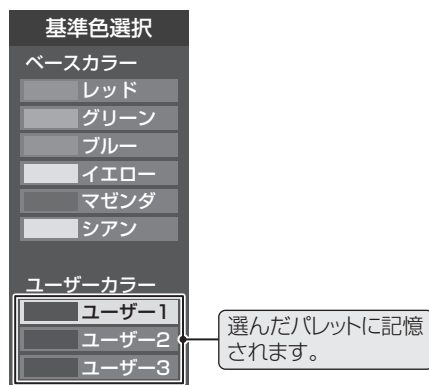 基準色選択
ベースカラー
レッド
グリーン
ブルー
イエロー
マゼンダ
シアン
ユーザーカラー
ユーザー1
ユーザー2
ユーザー3
選んだパレットに記憶
されます。